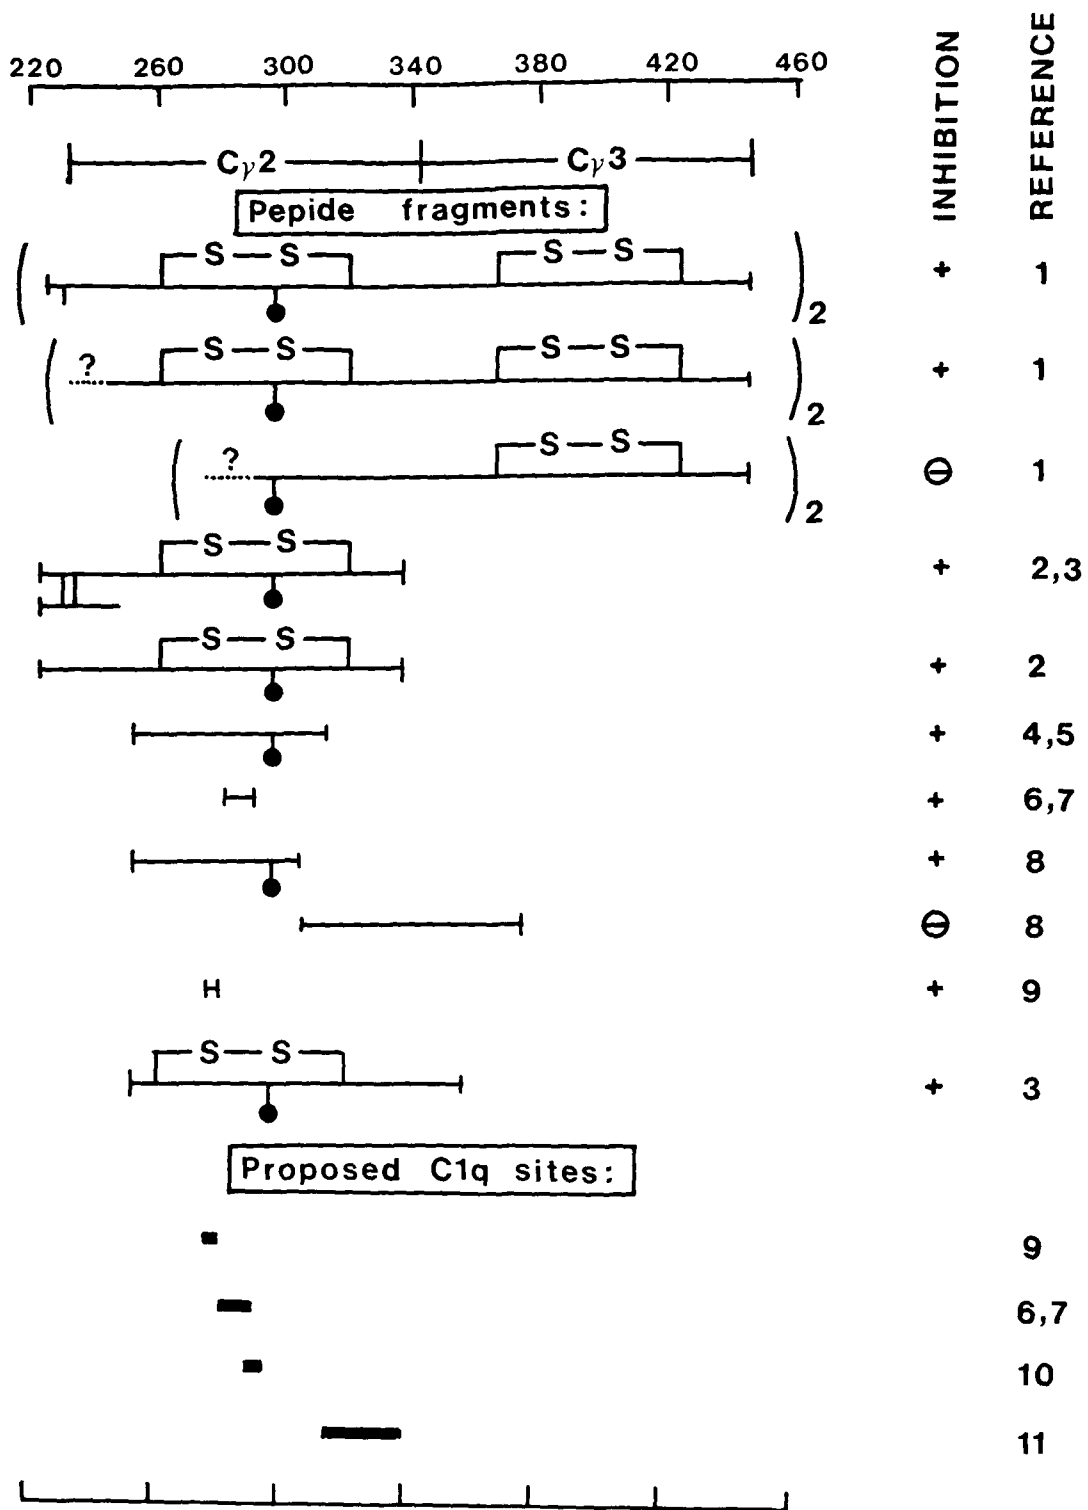 INHIBITION
REFERENCE
220 260 300 340 380 420 460
Cγ2 Cγ3
Pepide fragments:
S—S S—S
( )2 + 1
? S—S S—S
( )2 + 1
? S—S
( )2 ⊖ 1
S—S
+ 2,3
S—S
+ 2
+ 4,5
+ 6,7
+ 8
⊖ 8
+ 9
S—S
+ 3
Proposed C1q sites:
9
6,7
10
11